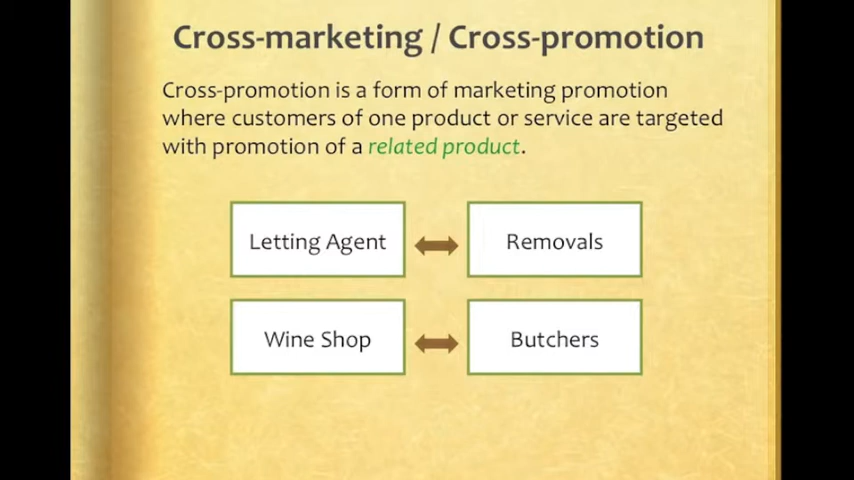 Cross-marketing / Cross-promotion
Cross-promotion is a form of marketing promotion
where customers of one product or service are targeted
with promotion of a related product.
Letting Agent
Removals
Wine Shop
Butchers